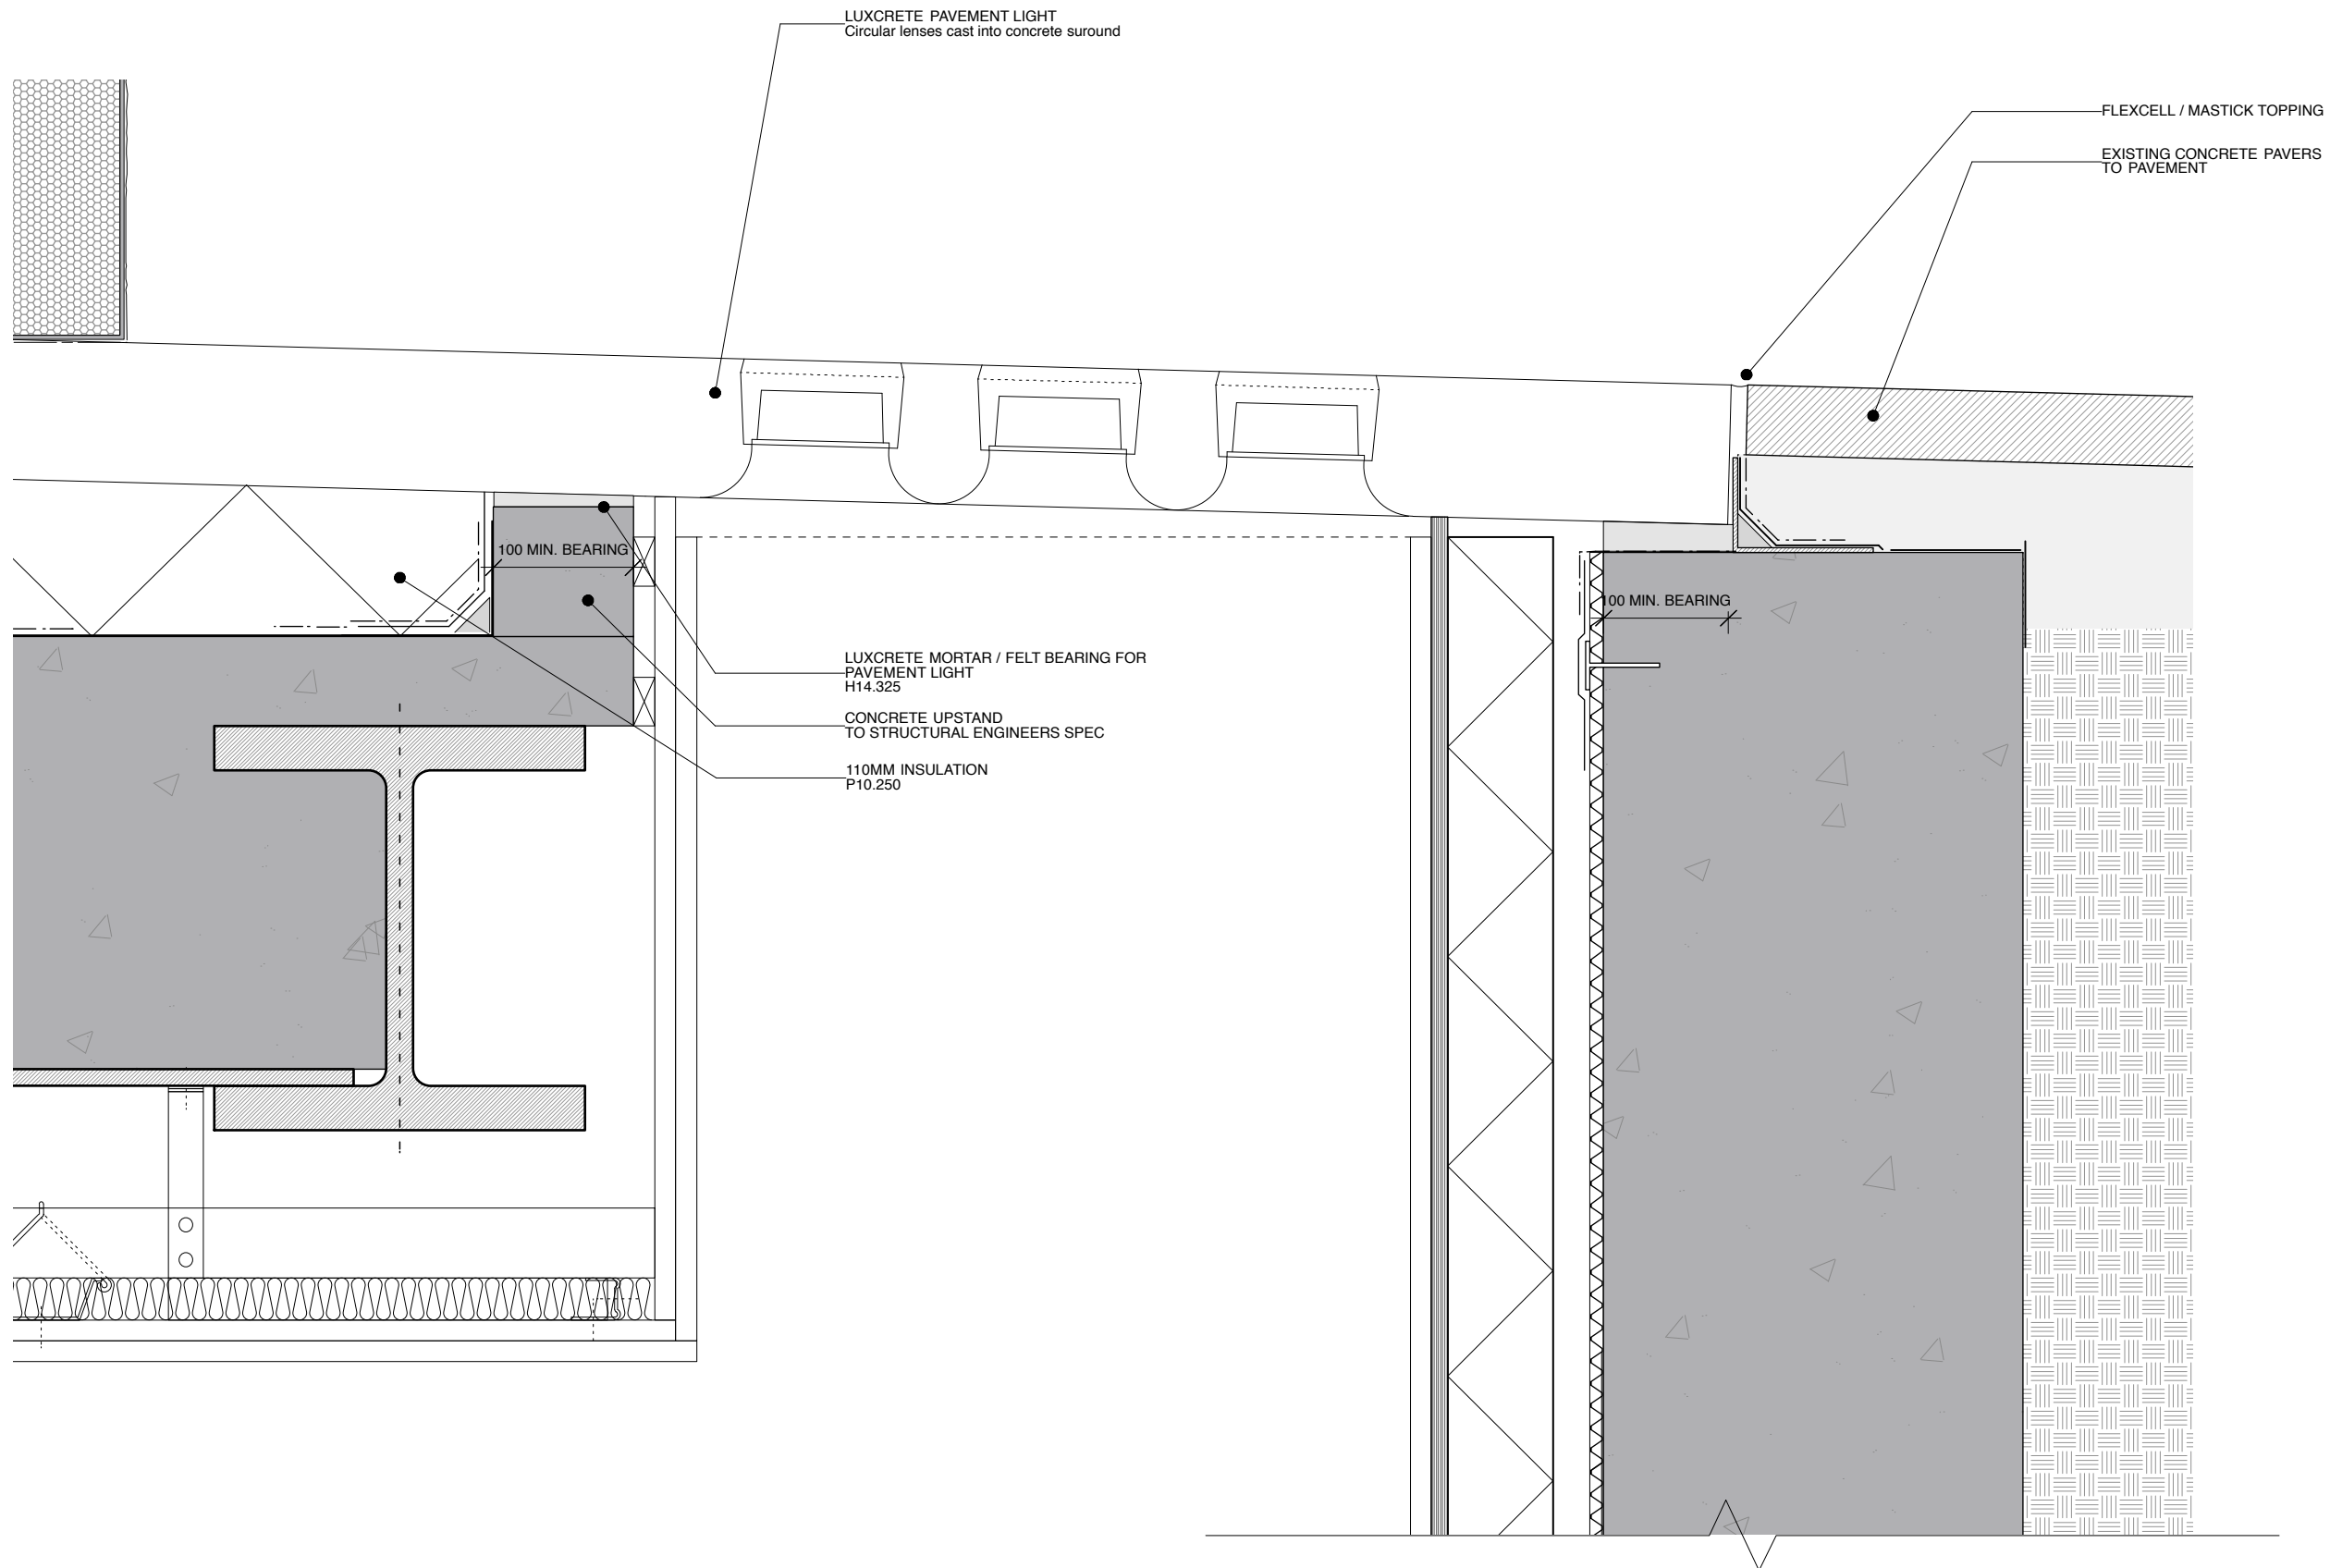 LUXCRETE PAVEMENT LIGHT
Circular lenses cast into concrete suround
FLEXCELL / MASTICK TOPPING
EXISTING CONCRETE PAVERS
TO PAVEMENT
100 MIN. BEARING
100 MIN. BEARING
LUXCRETE MORTAR / FELT BEARING FOR
PAVEMENT LIGHT
H14.325
CONCRETE UPSTAND
TO STRUCTURAL ENGINEERS SPEC
110MM INSULATION
P10.250